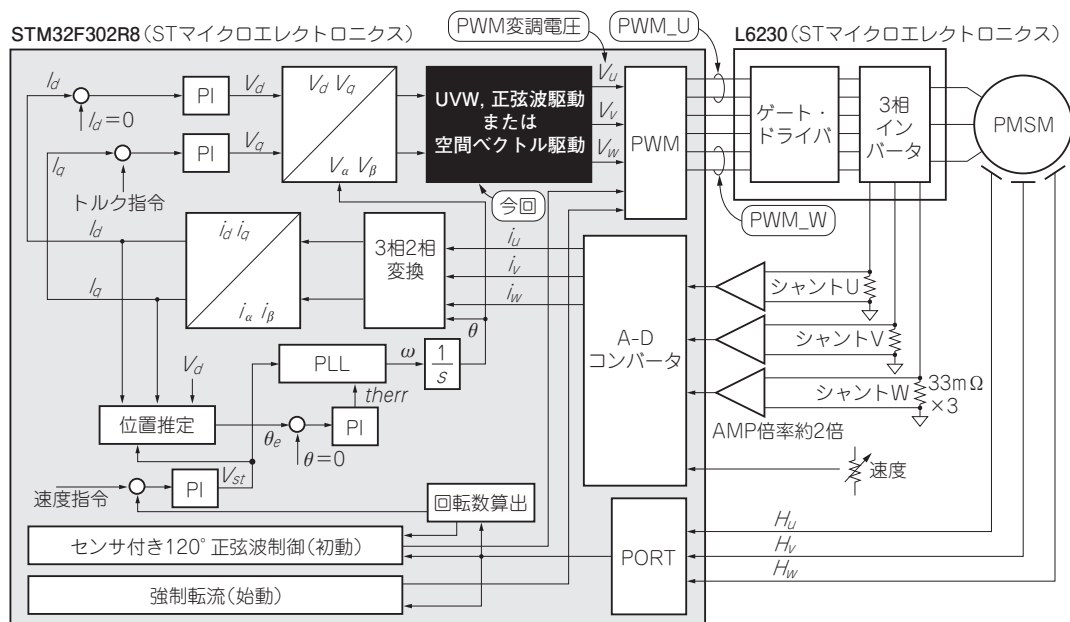 STM32F302R8(STマイクロエレクトロニクス)
PWM変調電圧
PWM_U
L6230(STマイクロエレクトロニクス)
Id
Id=0
PI
Vd
Vd Vq
Vα Vβ
UVW, 正弦波駆動
または
空間ベクトル駆動
Vu
Vv
Vw
PWM
ゲート・
ドライバ
3相
イン
バータ
PMSM
Iq
PI
Vq
トルク指令
今回
PWM_W
Id
Iq
id iq
iα iβ
3相2相
変換
iu
iv
iw
θ
A-D
コンバータ
シャントU
シャントV
シャントW
33mΩ
×3
AMP倍率約2倍
速度
Vd
PLL
ω
1
s
therr
位置推定
θe
θ=0
PI
速度指令
PI
Vst
回転数算出
センサ付き120°正弦波制御(初動)
強制転流(始動)
PORT
Hu
Hv
Hw